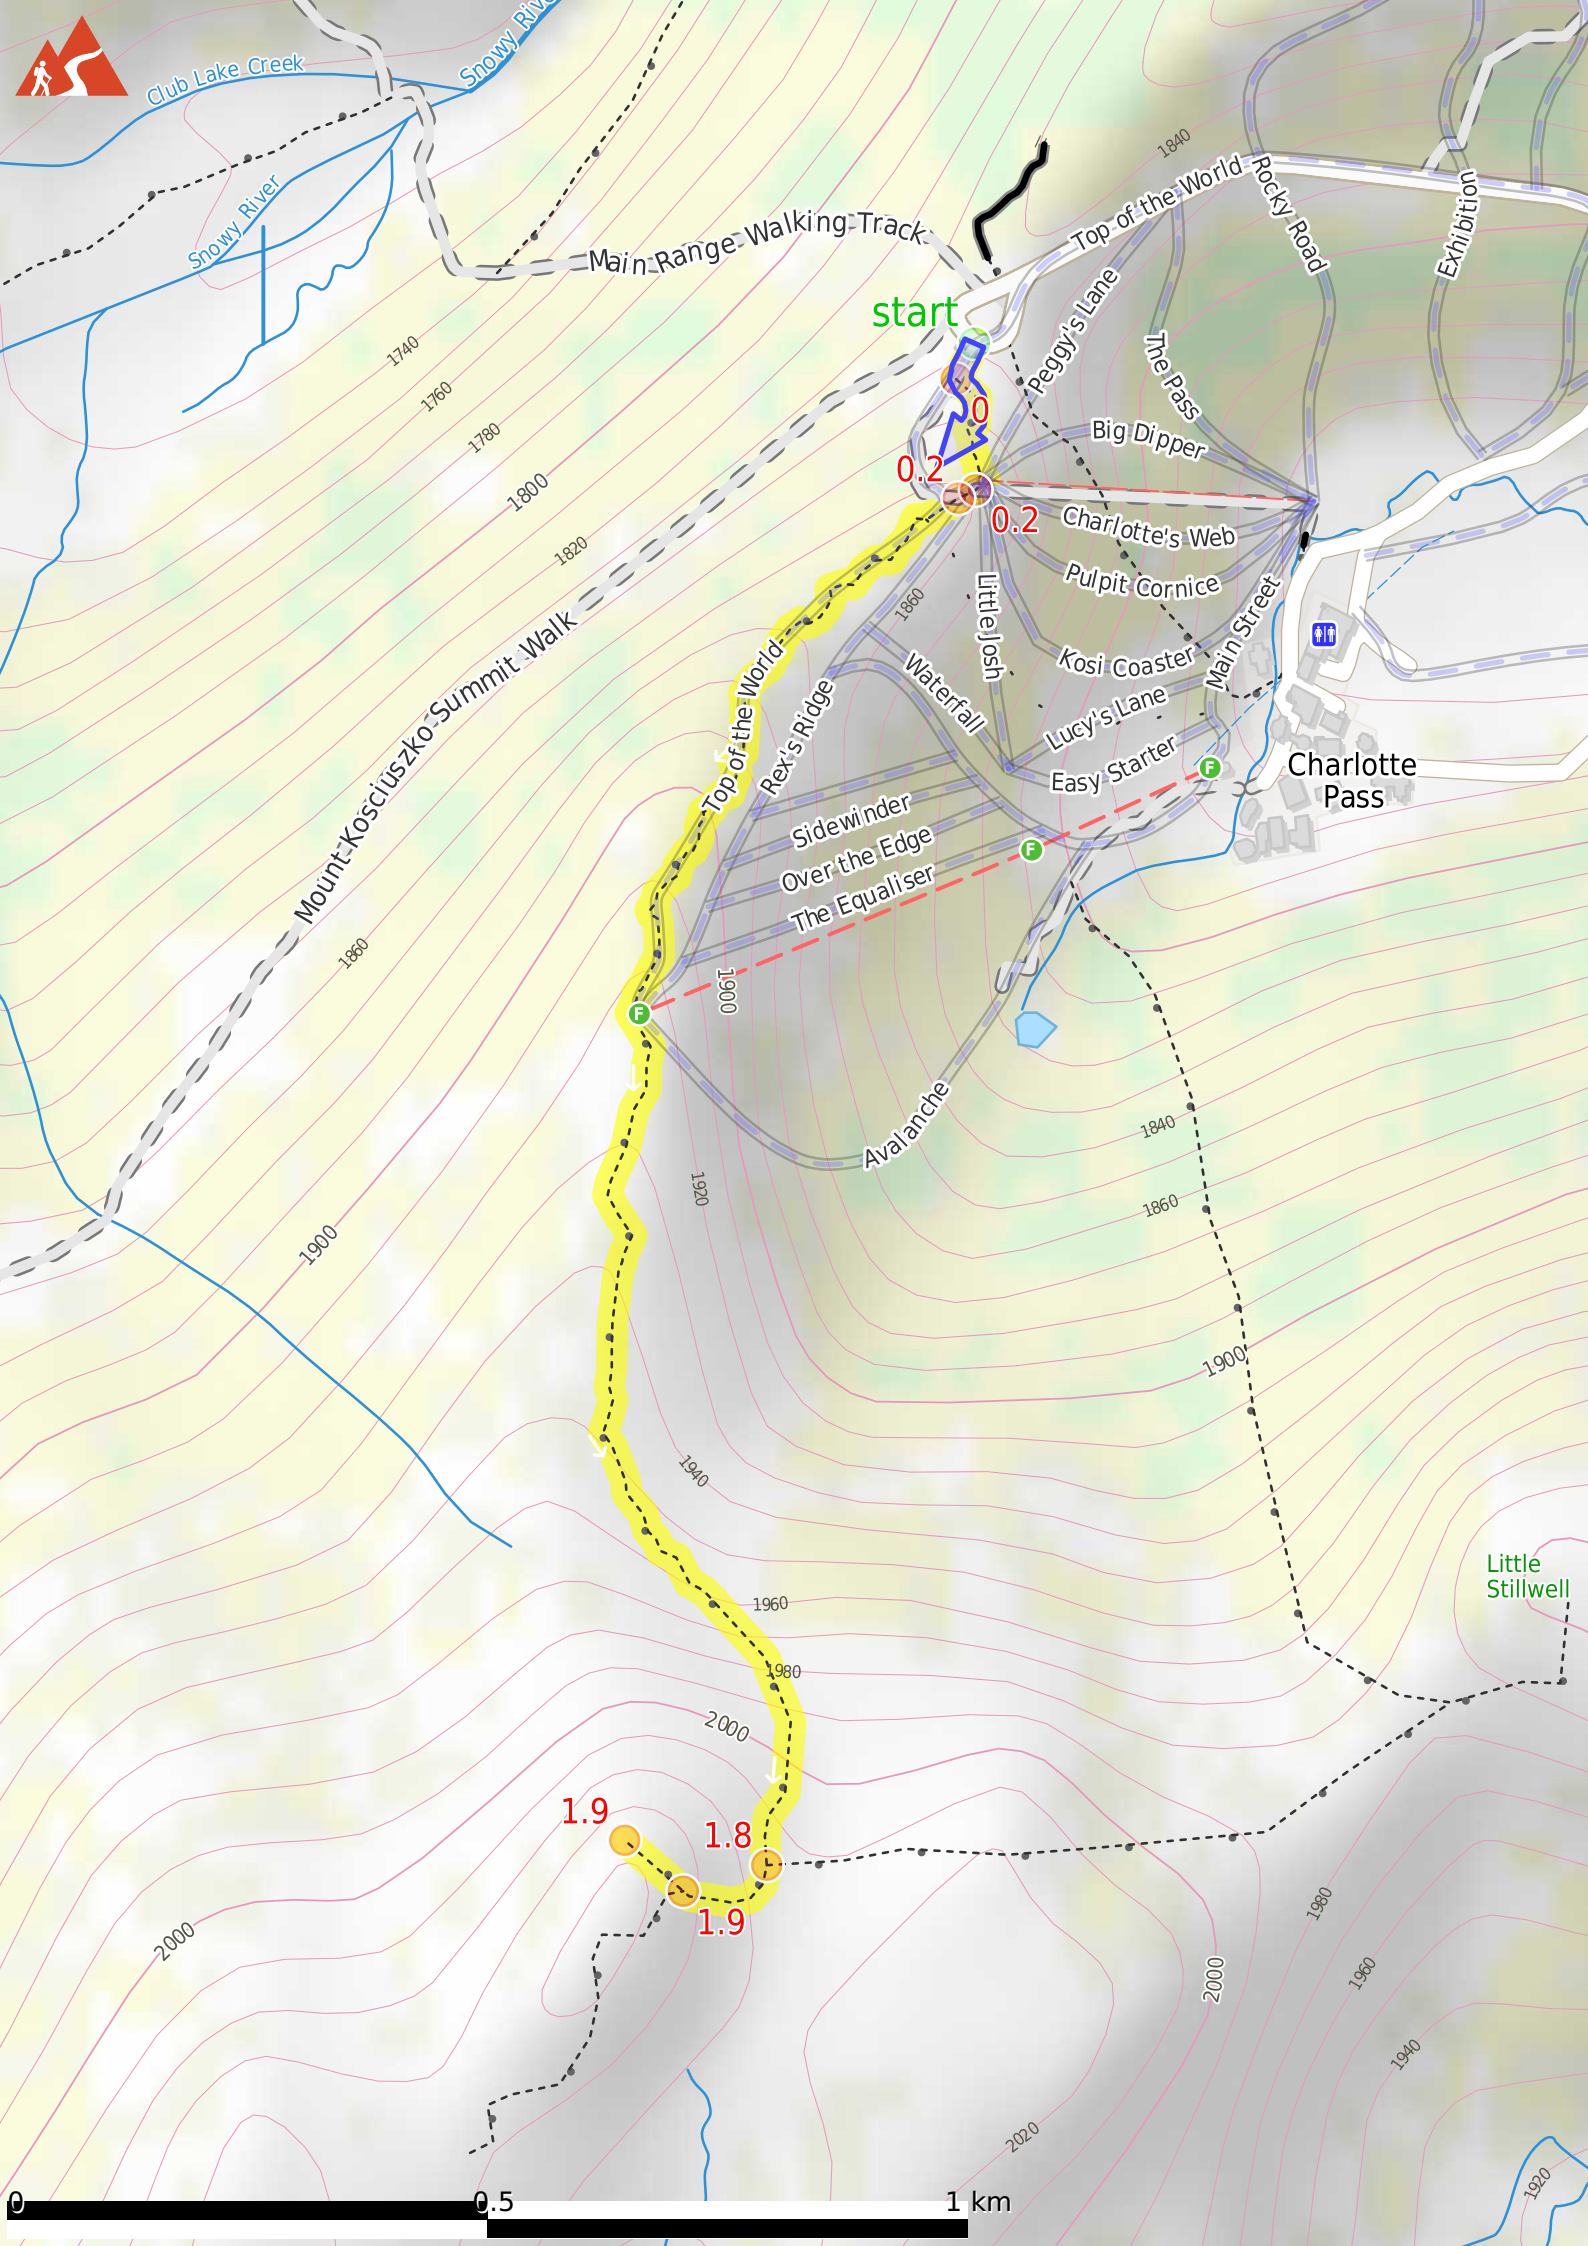 Snowy River
Club Lake Creek
Snowy River
Main Range Walking Track
1840
Top of the World
Rocky Road
Exhibition
start
Peggy's Lane
The Pass
1740
1760
1780
1800
1820
0
Big Dipper
0.2
0.2
Charlotte's Web
Pulpit Cornice
1860
Little Josh
Main Street
Kosi Coaster
Mount Kosciuszko Summit Walk
Top of the World
Rex's Ridge
Waterfall
Lucy's Lane
Easy Starter
F
Charlotte
Pass
Sidewinder
Over the Edge
F
The Equaliser
1860
1900
F
Avalanche
1840
1920
1860
1900
1900
1940
Little
Stillwell
1960
1980
2000
1.9
1.8
1.9
1980
2000
2000
1960
1940
2020
1920
0
0.5
1 km